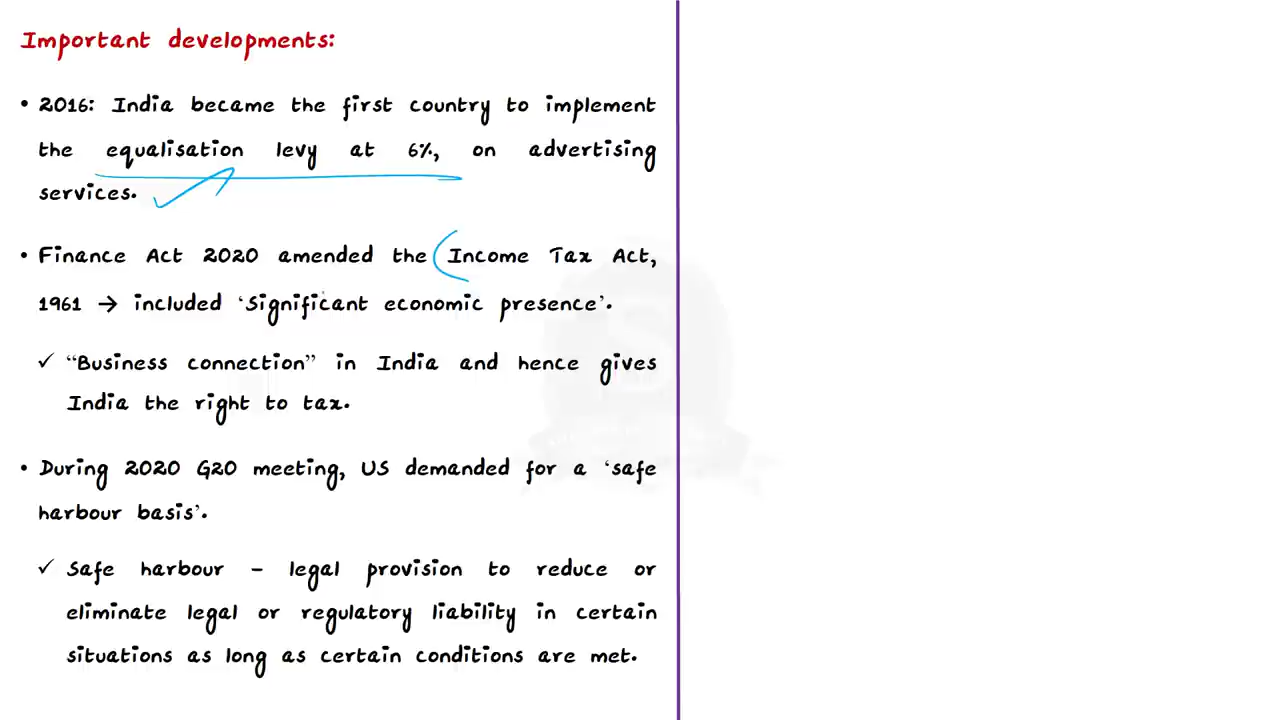 Important developments:
• 2016: India became the first country to implement
the equalisation levy at 6%, on advertising
services.
• Finance Act 2020 amended the Income Tax Act,
1961 → included ‘Significant economic presence’.
✓ “Business connection” in India and hence gives
India the right to tax.
• During 2020 G20 meeting, US demanded for a ‘safe
harbour basis’.
✓ Safe harbour – legal provision to reduce or
eliminate legal or regulatory liability in certain
situations as long as certain conditions are met.